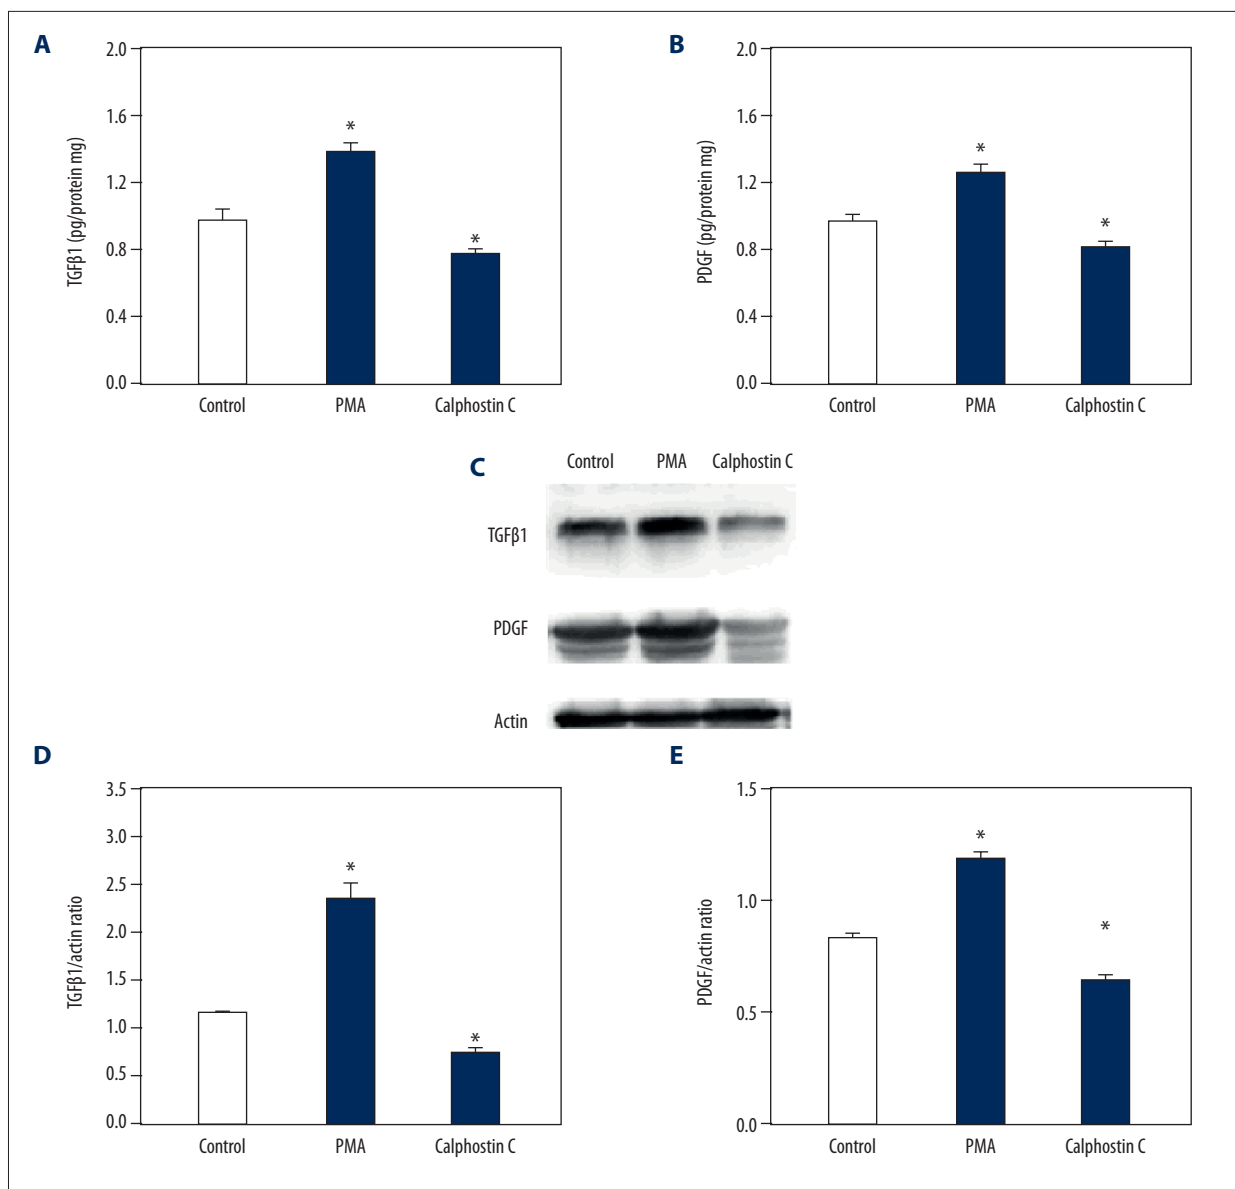 A
TGFβ1 (pg/protein mg)
2.0
1.6
1.2
0.8
0.4
0.0
*
*
Control PMA Calphostin C
B
PDGF (pg/protein mg)
2.0
1.6
1.2
0.8
0.4
0.0
*
*
Control PMA Calphostin C
C
Control PMA Calphostin C
TGFβ1
PDGF
Actin
D
TGFβ1/actin ratio
3.5
3.0
2.5
2.0
1.5
1.0
0.5
0.0
*
*
Control PMA Calphostin C
E
PDGF/actin ratio
1.5
1.0
0.5
0.0
*
*
Control PMA Calphostin C